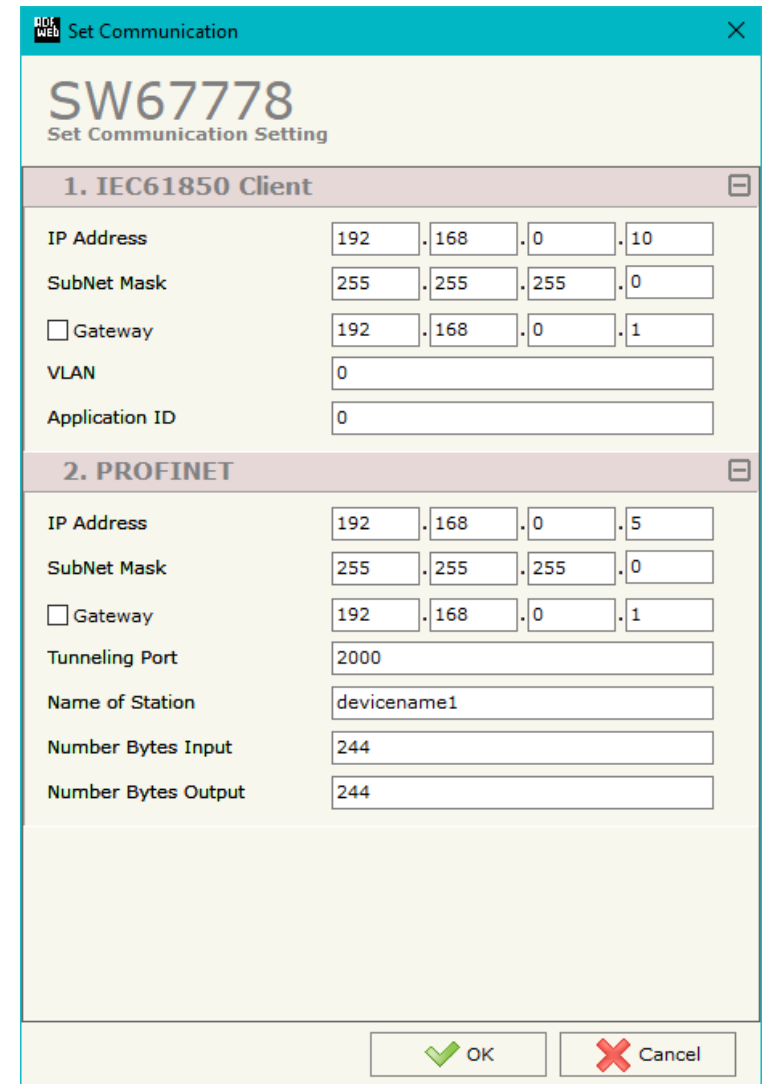 ADF WEB Set Communication
SW67778
Set Communication Setting
1. IEC61850 Client
IP Address 192 . 168 . 0 . 10
SubNet Mask 255 . 255 . 255 . 0
Gateway 192 . 168 . 0 . 1
VLAN 0
Application ID 0
2. PROFINET
IP Address 192 . 168 . 0 . 5
SubNet Mask 255 . 255 . 255 . 0
Gateway 192 . 168 . 0 . 1
Tunneling Port 2000
Name of Station devicename1
Number Bytes Input 244
Number Bytes Output 244
OK Cancel